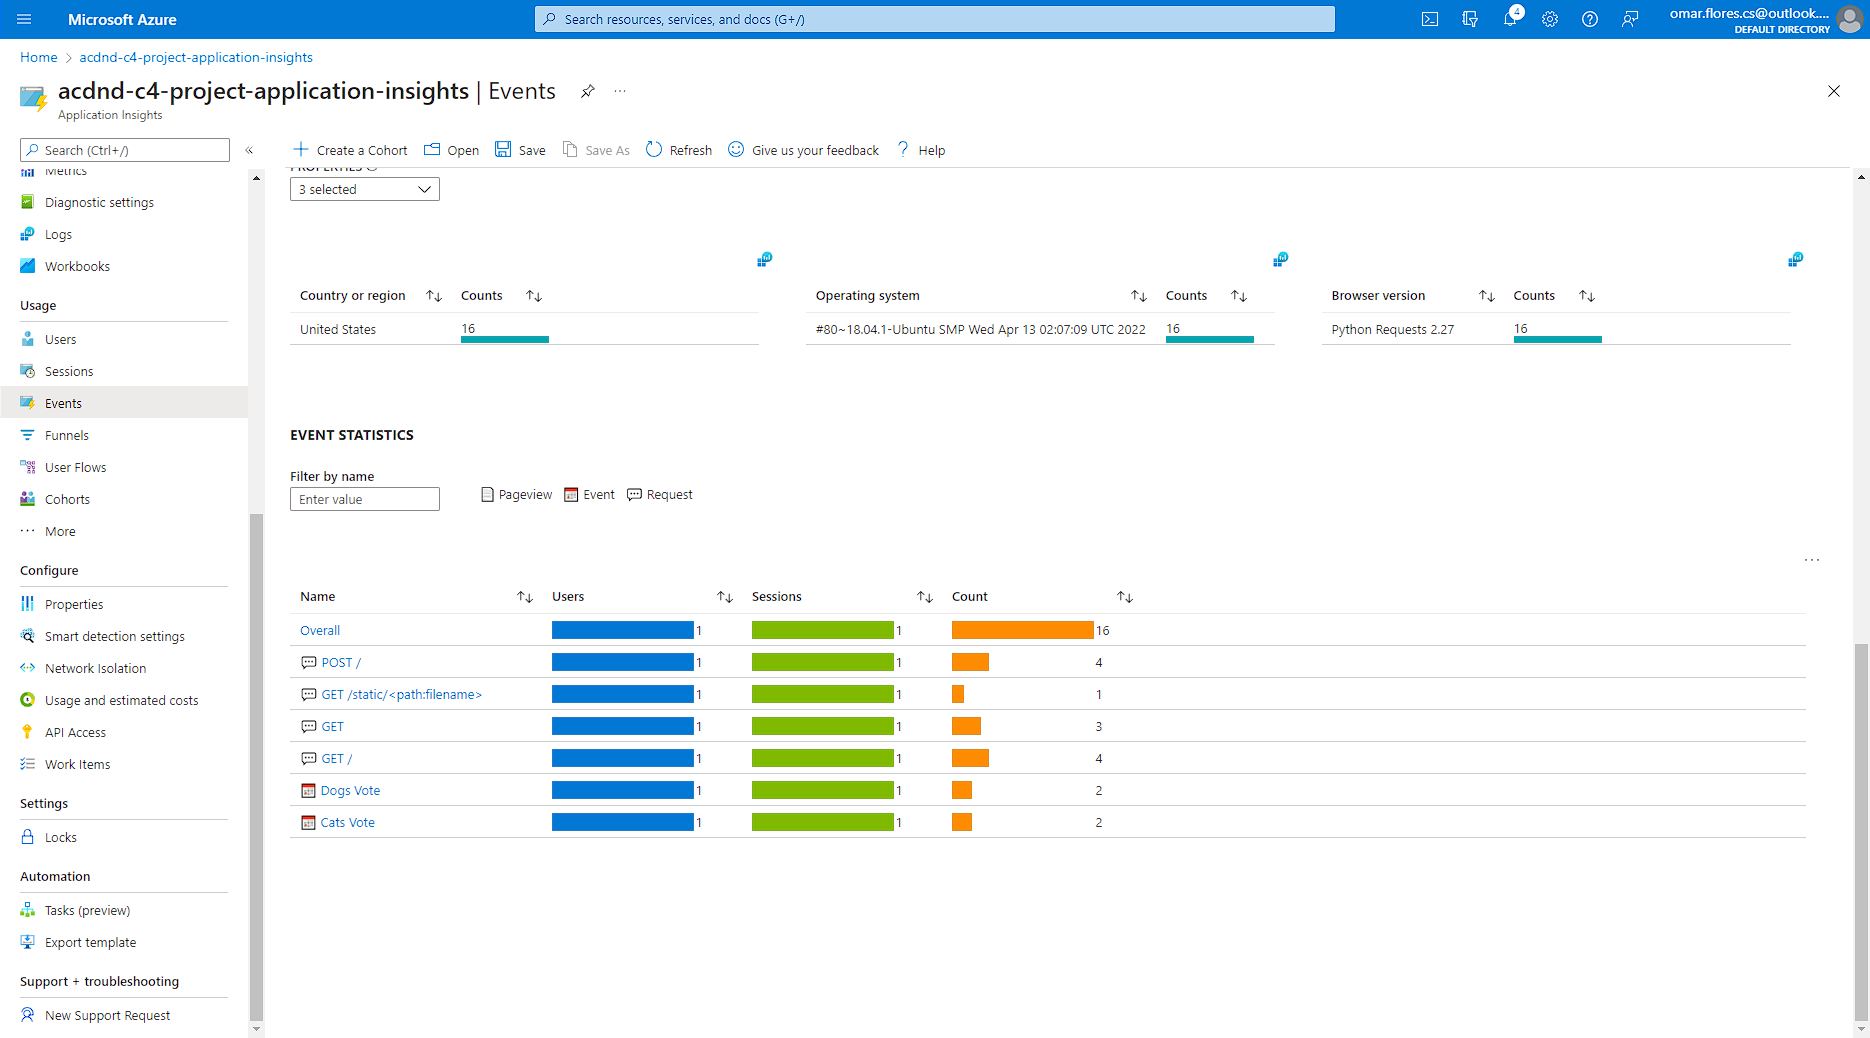 Microsoft Azure
Search resources, services, and docs (G+/)
4
omar.flores.cs@outlook....
DEFAULT DIRECTORY
Home > acdnd-c4-project-application-insights
acdnd-c4-project-application-insights | Events
Application Insights
Search (Ctrl+/)
Create a Cohort
Open
Save
Save As
Refresh
Give us your feedback
Help
Metrics
Diagnostic settings
Logs
Workbooks
Usage
Users
Sessions
Events
Funnels
User Flows
Cohorts
More
Configure
Properties
Smart detection settings
Network Isolation
Usage and estimated costs
API Access
Work Items
Settings
Locks
Automation
Tasks (preview)
Export template
Support + troubleshooting
New Support Request
PROPERTIES
3 selected
Country or region Counts
United States 16
Operating system Counts
#80~18.04.1-Ubuntu SMP Wed Apr 13 02:07:09 UTC 2022 16
Browser version Counts
Python Requests 2.27 16
EVENT STATISTICS
Filter by name
Enter value
Pageview Event Request
Name Users Sessions Count
Overall 1 1 16
POST / 1 1 4
GET /static/<path:filename> 1 1 1
GET 1 1 3
GET / 1 1 4
Dogs Vote 1 1 2
Cats Vote 1 1 2